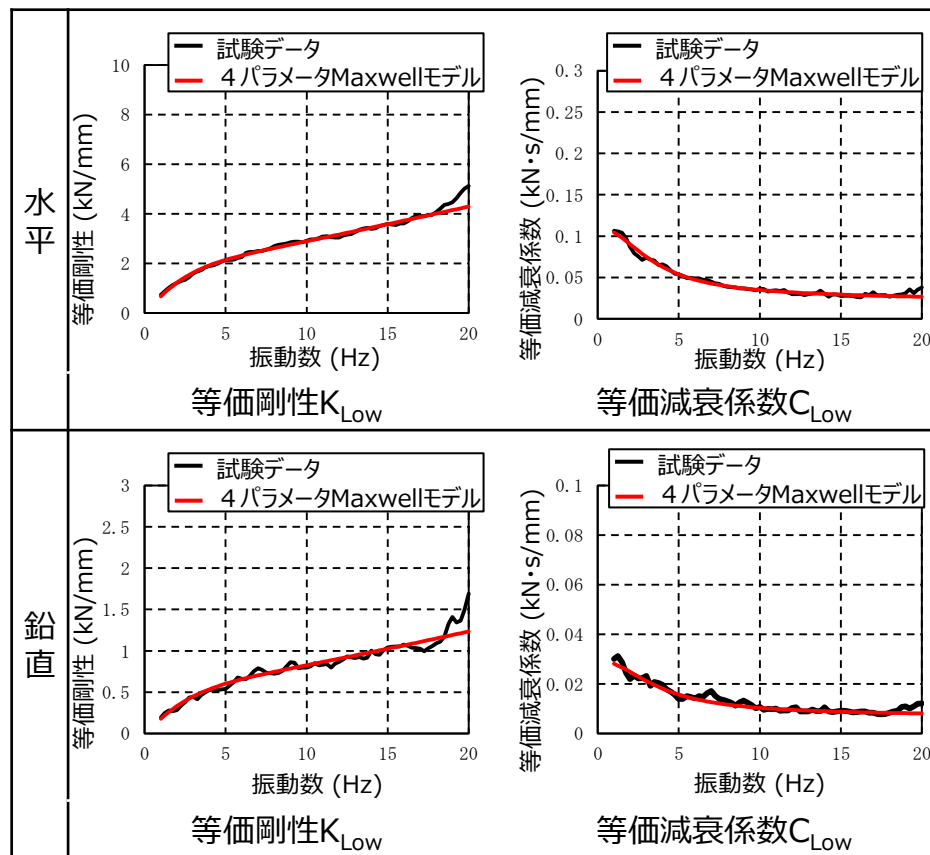 水平
試験データ
４パラメータMaxwellモデル
等価剛性 (kN/mm)
10
8
6
4
2
0
0 5 10 15 20
振動数 (Hz)
等価剛性KLow
試験データ
４パラメータMaxwellモデル
等価減衰係数 (kN・s/mm)
0.3
0.25
0.2
0.15
0.1
0.05
0
0 5 10 15 20
振動数 (Hz)
等価減衰係数CLow
鉛直
試験データ
４パラメータMaxwellモデル
等価剛性 (kN/mm)
3
2.5
2
1.5
1
0.5
0
0 5 10 15 20
振動数 (Hz)
等価剛性KLow
試験データ
４パラメータMaxwellモデル
等価減衰係数 (kN・s/mm)
0.1
0.08
0.06
0.04
0.02
0
0 5 10 15 20
振動数 (Hz)
等価減衰係数CLow